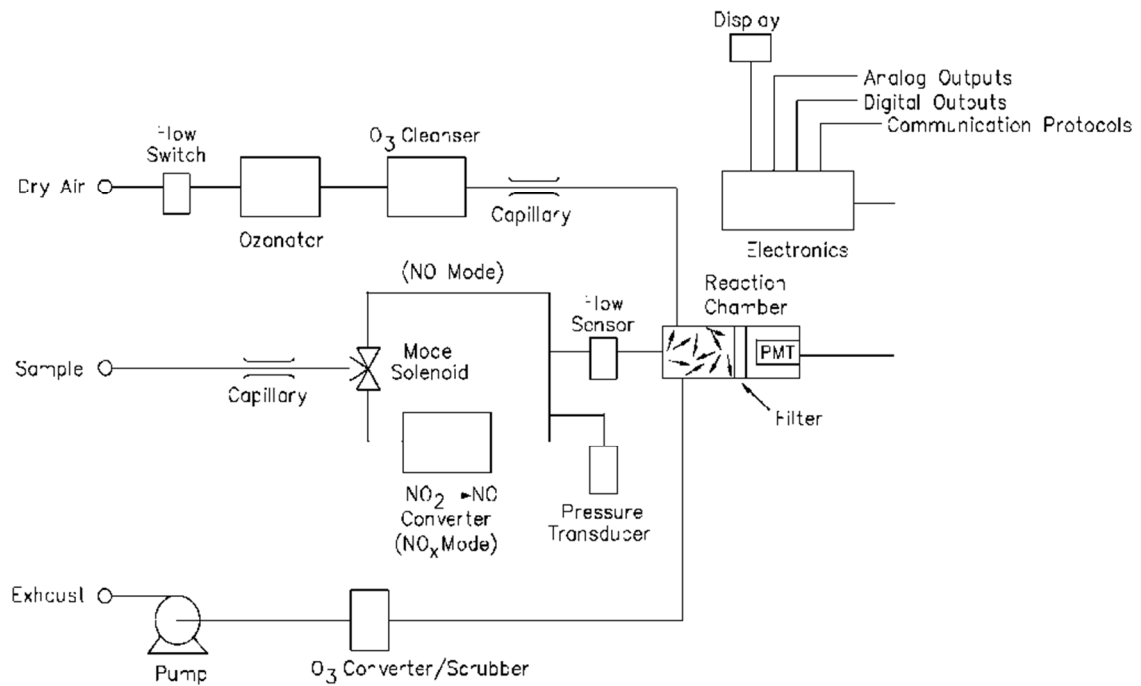 Display
Analog Outputs
Digital Outputs
Communication Protocols
Electronics
Flow
Switch
O3 Cleanser
Dry Air
Ozonator
Capillary
(NO Mode)
Reaction
Chamber
Flow
Sensor
PMT
Filter
Sample
Capillary
Mode
Solenoid
NO2 ►NO
Converter
(NOx Mode)
Pressure
Transducer
Exhaust
Pump
O3 Converter/Scrubber